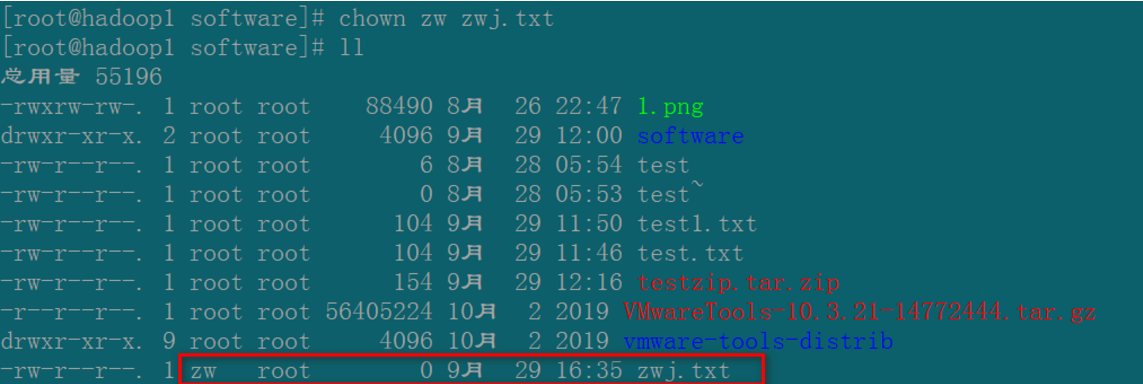 [root@hadoop1 software]# chown zw zwj.txt
[root@hadoop1 software]# ll
总用量 55196
-rwxrw-rw-. 1 root root    88490 8月  26 22:47 1.png
drwxr-xr-x. 2 root root     4096 9月  29 12:00 software
-rw-r--r--. 1 root root        6 8月  28 05:54 test
-rw-r--r--. 1 root root        0 8月  28 05:53 test~
-rw-r--r--. 1 root root      104 9月  29 11:50 test1.txt
-rw-r--r--. 1 root root      104 9月  29 11:46 test.txt
-rw-r--r--. 1 root root      154 9月  29 12:16 testzip.tar.zip
-r--r--r--. 1 root root 56405224 10月   2 2019 VMwareTools-10.3.21-14772444.tar.gz
drwxr-xr-x. 9 root root     4096 10月   2 2019 vmware-tools-distrib
-rw-r--r--. 1 zw   root        0 9月  29 16:35 zwj.txt